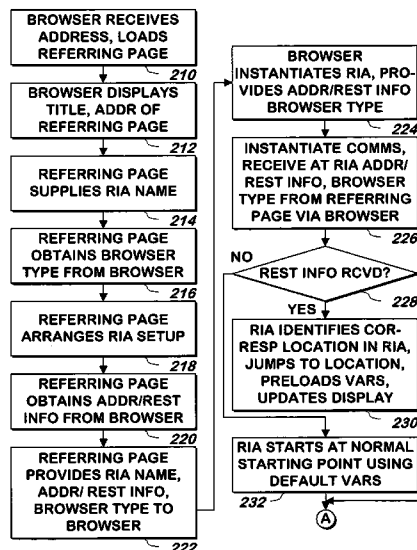 BROWSER RECEIVES
ADDRESS, LOADS
REFERRING PAGE
210
BROWSER DISPLAYS
TITLE, ADDR OF
REFERRING PAGE
212
REFERRING PAGE
SUPPLIES RIA NAME
214
REFERRING PAGE
OBTAINS BROWSER
TYPE FROM BROWSER
216
REFERRING PAGE
ARRANGES RIA SETUP
218
REFERRING PAGE
OBTAINS ADDR/REST
INFO FROM BROWSER
220
REFERRING PAGE
PROVIDES RIA NAME,
ADDR/ REST INFO,
BROWSER TYPE TO
BROWSER
222
BROWSER
INSTANTIATES RIA, PRO-
VIDES ADDR/REST INFO
BROWSER TYPE
224
INSTANTIATE COMMS,
RECEIVE AT RIA ADDR/
REST INFO, BROWSER
TYPE FROM REFERRING
PAGE VIA BROWSER
226
NO
REST INFO RCVD?
228
YES
RIA IDENTIFIES COR-
RESP LOCATION IN RIA,
JUMPS TO LOCATION,
PRELOADS VARS,
UPDATES DISPLAY
230
RIA STARTS AT NORMAL
STARTING POINT USING
DEFAULT VARS
232
A